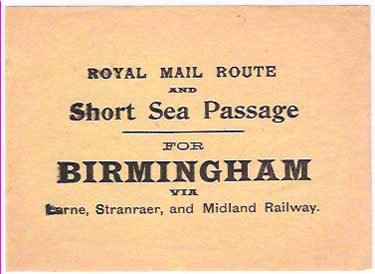 ROYAL MAIL ROUTE
AND
Short Sea Passage
FOR
BIRMINGHAM
VIA
Larne, Stranraer, and Midland Railway.